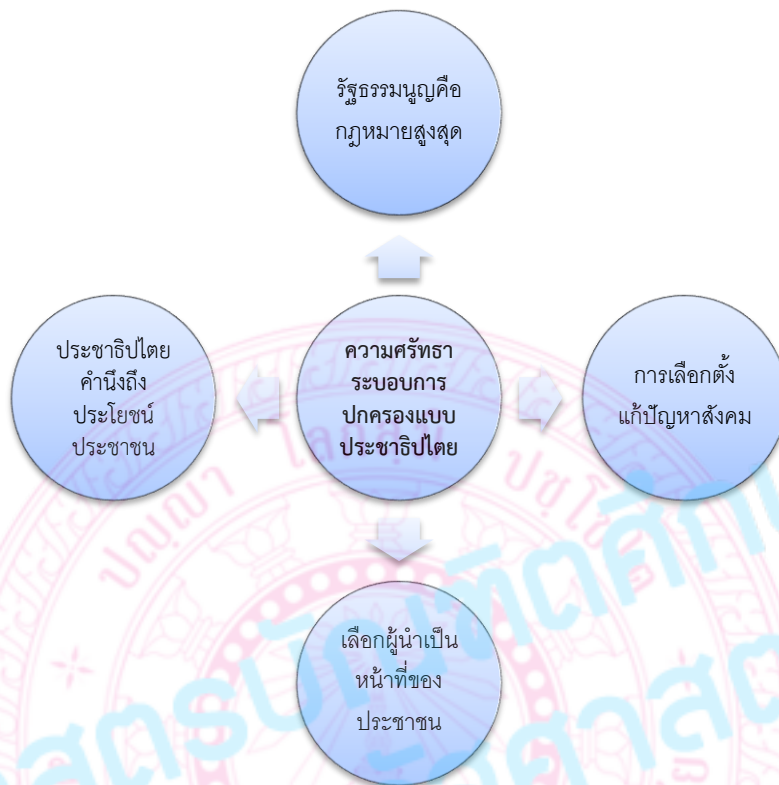 รัฐธรรมนูญคือ
กฎหมายสูงสุด
ประชาธิปไตย
คำนึงถึง
ประโยชน์
ประชาชน
ความศรัทธา
ระบอบการ
ปกครองแบบ
ประชาธิปไตย
การเลือกตั้ง
แก้ปัญหาสังคม
เลือกผู้นำเป็น
หน้าที่ของ
ประชาชน